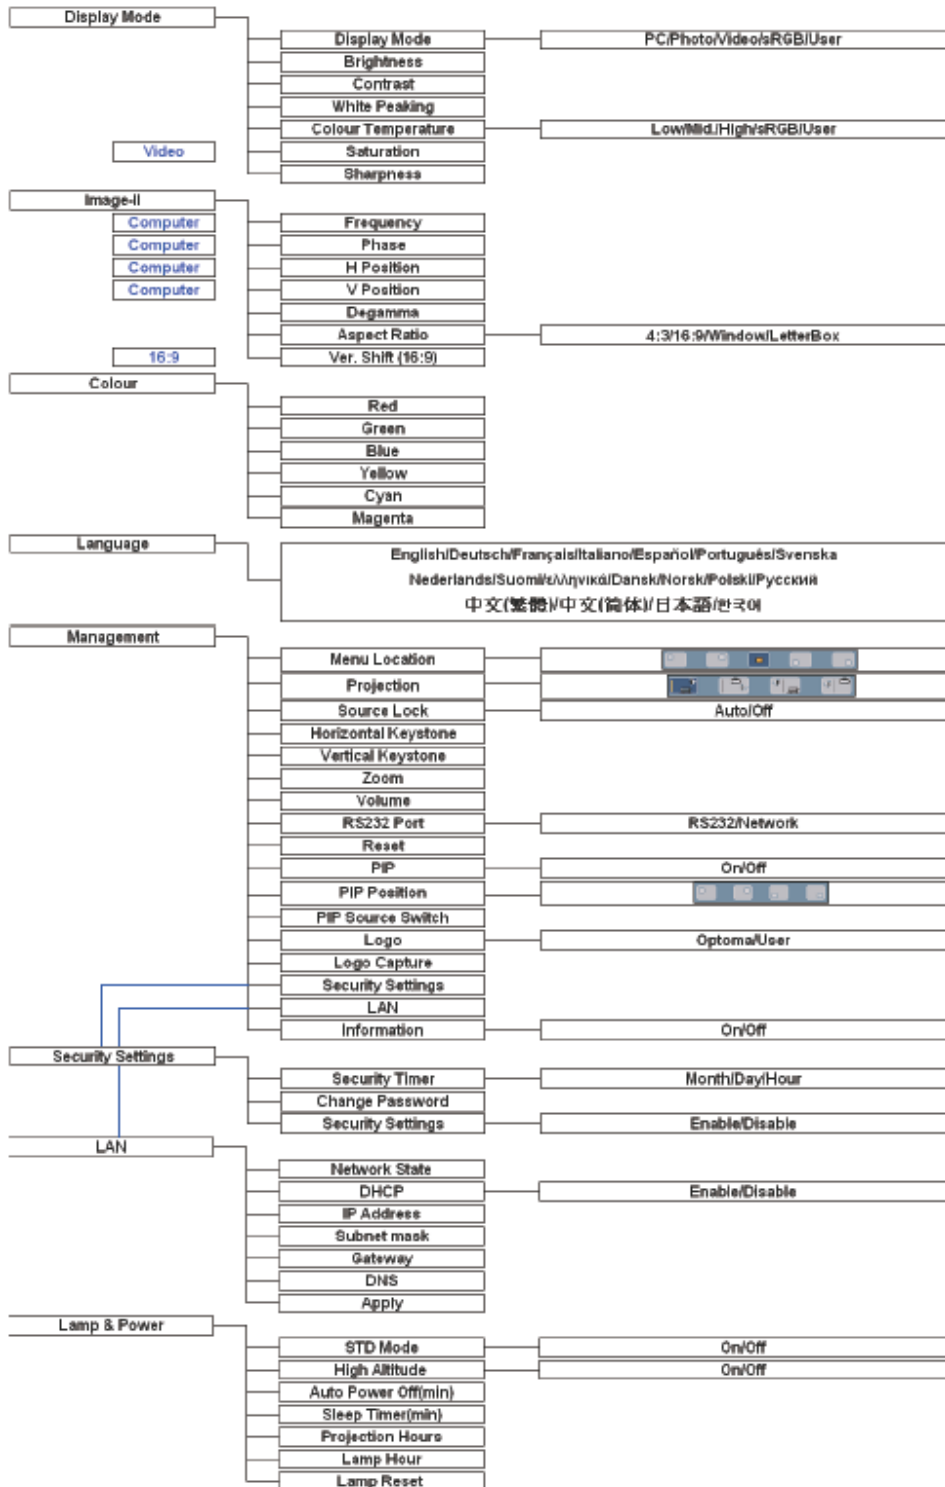 Display Mode
Display Mode PC/Photo/Video/sRGB/User
Brightness
Contrast
White Peaking
Colour Temperature Low/Mid./High/sRGB/User
Video Saturation
Sharpness
Image-II
Computer Frequency
Computer Phase
Computer H Position
Computer V Position
Degamma
Aspect Ratio 4:3/16:9/Window/LetterBox
16:9 Ver. Shift (16:9)
Colour
Red
Green
Blue
Yellow
Cyan
Magenta
Language
English/Deutsch/Français/Italiano/Español/Português/Svenska
Nederlands/Suomi/ελληνικά/Dansk/Norsk/Polski/Русский
中文(繁體)/中文(简体)/日本語/한국어
Management
Menu Location
Projection
Source Lock Auto/Off
Horizontal Keystone
Vertical Keystone
Zoom
Volume
RS232 Port RS232/Network
Reset
PIP On/Off
PIP Position
PIP Source Switch
Logo Optoma/User
Logo Capture
Security Settings
LAN
Information On/Off
Security Settings
Security Timer Month/Day/Hour
Change Password
Security Settings Enable/Disable
LAN
Network State
DHCP Enable/Disable
IP Address
Subnet mask
Gateway
DNS
Apply
Lamp & Power
STD Mode On/Off
High Altitude On/Off
Auto Power Off(min)
Sleep Timer(min)
Projection Hours
Lamp Hour
Lamp Reset